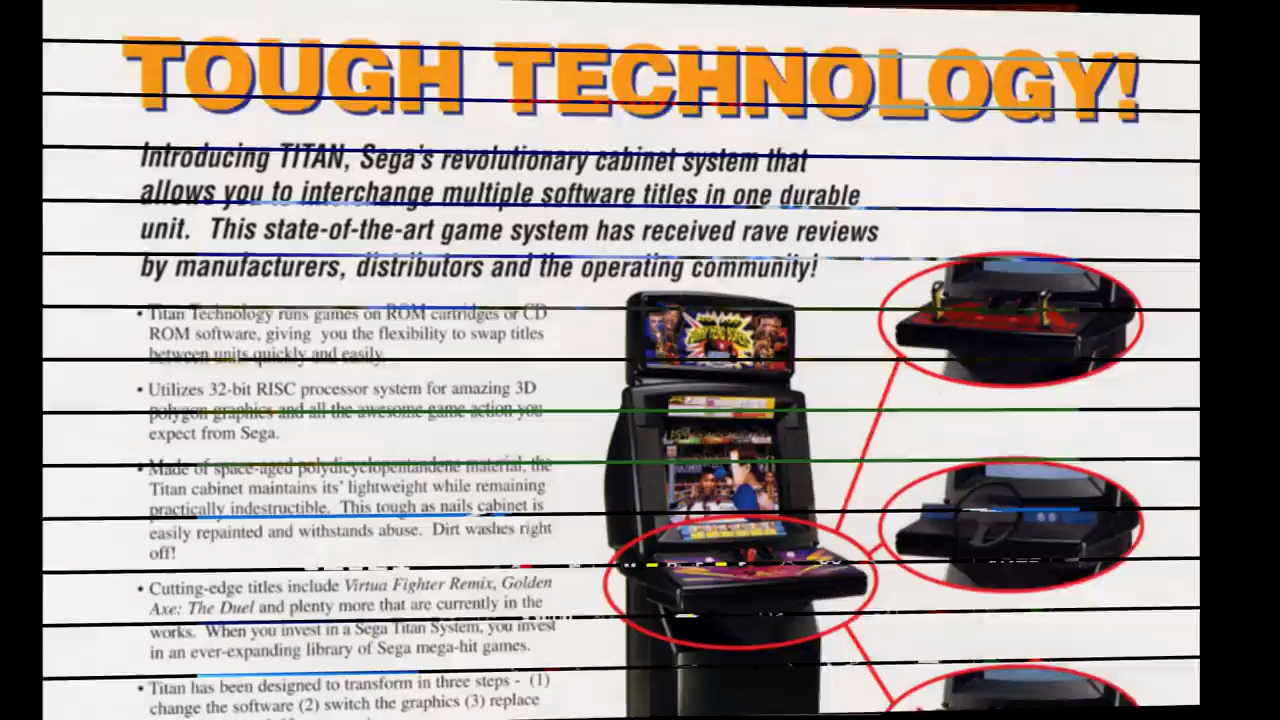 TOUGH TECHNOLOGY!
Introducing TITAN, Sega's revolutionary cabinet system that
allows you to interchange multiple software titles in one durable
unit. This state-of-the-art game system has received rave reviews
by manufacturers, distributors and the operating community!
• Titan Technology runs games on ROM cartridges or CD
ROM software, giving you the flexibility to swap titles
between units quickly and easily.
• Utilizes 32-bit RISC processor system for amazing 3D
polygon graphics and all the awesome game action you
expect from Sega.
• Made of space-aged polydicyclopentandene material, the
Titan cabinet maintains its' lightweight while remaining
practically indestructible. This tough as nails cabinet is
easily repainted and withstands abuse. Dirt washes right
off!
• Cutting-edge titles include Virtua Fighter Remix, Golden
Axe: The Duel and plenty more that are currently in the
works. When you invest in a Sega Titan System, you invest
in an ever-expanding library of Sega mega-hit games.
• Titan has been designed to transform in three steps - (1)
change the software (2) switch the graphics (3) replace